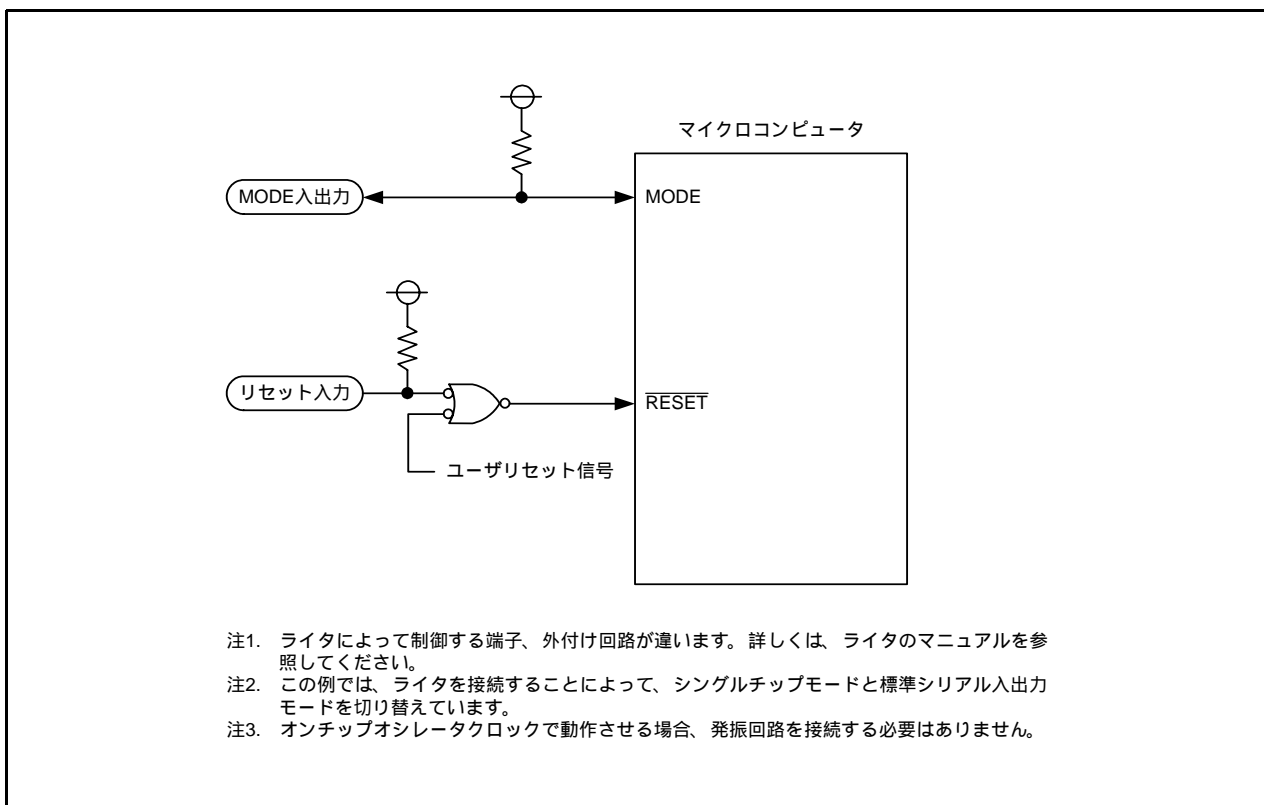 マイクロコンピュータ
MODE入出力
MODE
リセット入力
RESET
ユーザリセット信号
注1. ライタによって制御する端子、外付け回路が違います。詳しくは、ライタのマニュアルを参
照してください。
注2. この例では、ライタを接続することによって、シングルチップモードと標準シリアル入出力
モードを切り替えています。
注3. オンチップオシレータクロックで動作させる場合、発振回路を接続する必要はありません。